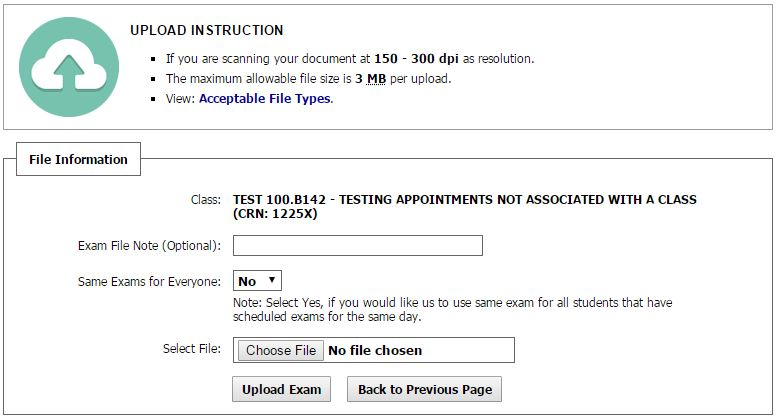 UPLOAD INSTRUCTION
If you are scanning your document at 150 - 300 dpi as resolution.
The maximum allowable file size is 3 MB per upload.
View: Acceptable File Types.
File Information
Class: TEST 100.B142 - TESTING APPOINTMENTS NOT ASSOCIATED WITH A CLASS
(CRN: 1225X)
Exam File Note (Optional):
Same Exams for Everyone: No
Note: Select Yes, if you would like us to use same exam for all students that have
scheduled exams for the same day.
Select File: Choose File No file chosen
Upload Exam Back to Previous Page